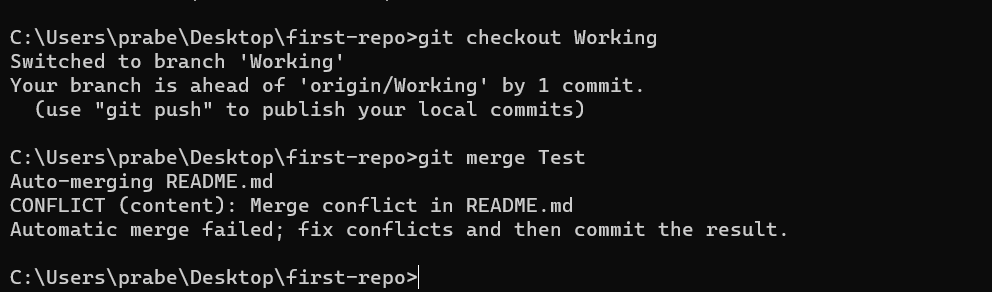 C:\Users\prabe\Desktop\first-repo>git checkout Working
Switched to branch 'Working'
Your branch is ahead of 'origin/Working' by 1 commit.
  (use "git push" to publish your local commits)
C:\Users\prabe\Desktop\first-repo>git merge Test
Auto-merging README.md
CONFLICT (content): Merge conflict in README.md
Automatic merge failed; fix conflicts and then commit the result.
C:\Users\prabe\Desktop\first-repo>